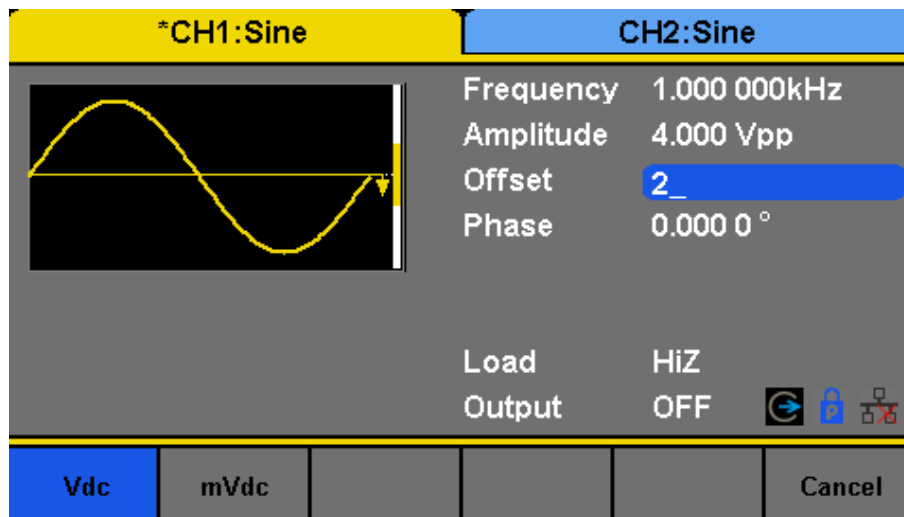 *CH1:Sine CH2:Sine
Frequency 1.000 000kHz
Amplitude 4.000 Vpp
Offset 2_
Phase 0.000 0 °
Load HiZ
Output OFF P
Vdc mVdc Cancel